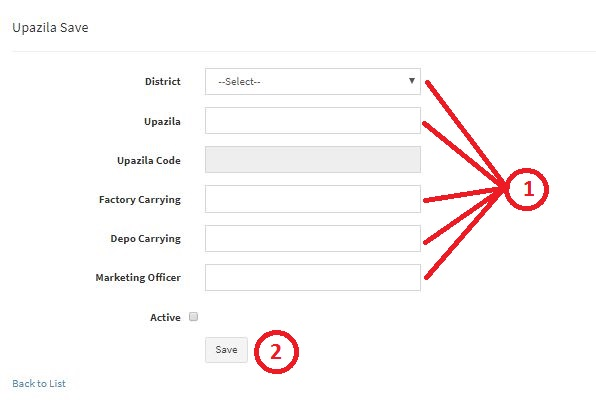 Upazila Save
District --Select--
Upazila
Upazila Code
Factory Carrying
1
Depo Carrying
Marketing Officer
Active
Save 2
Back to List